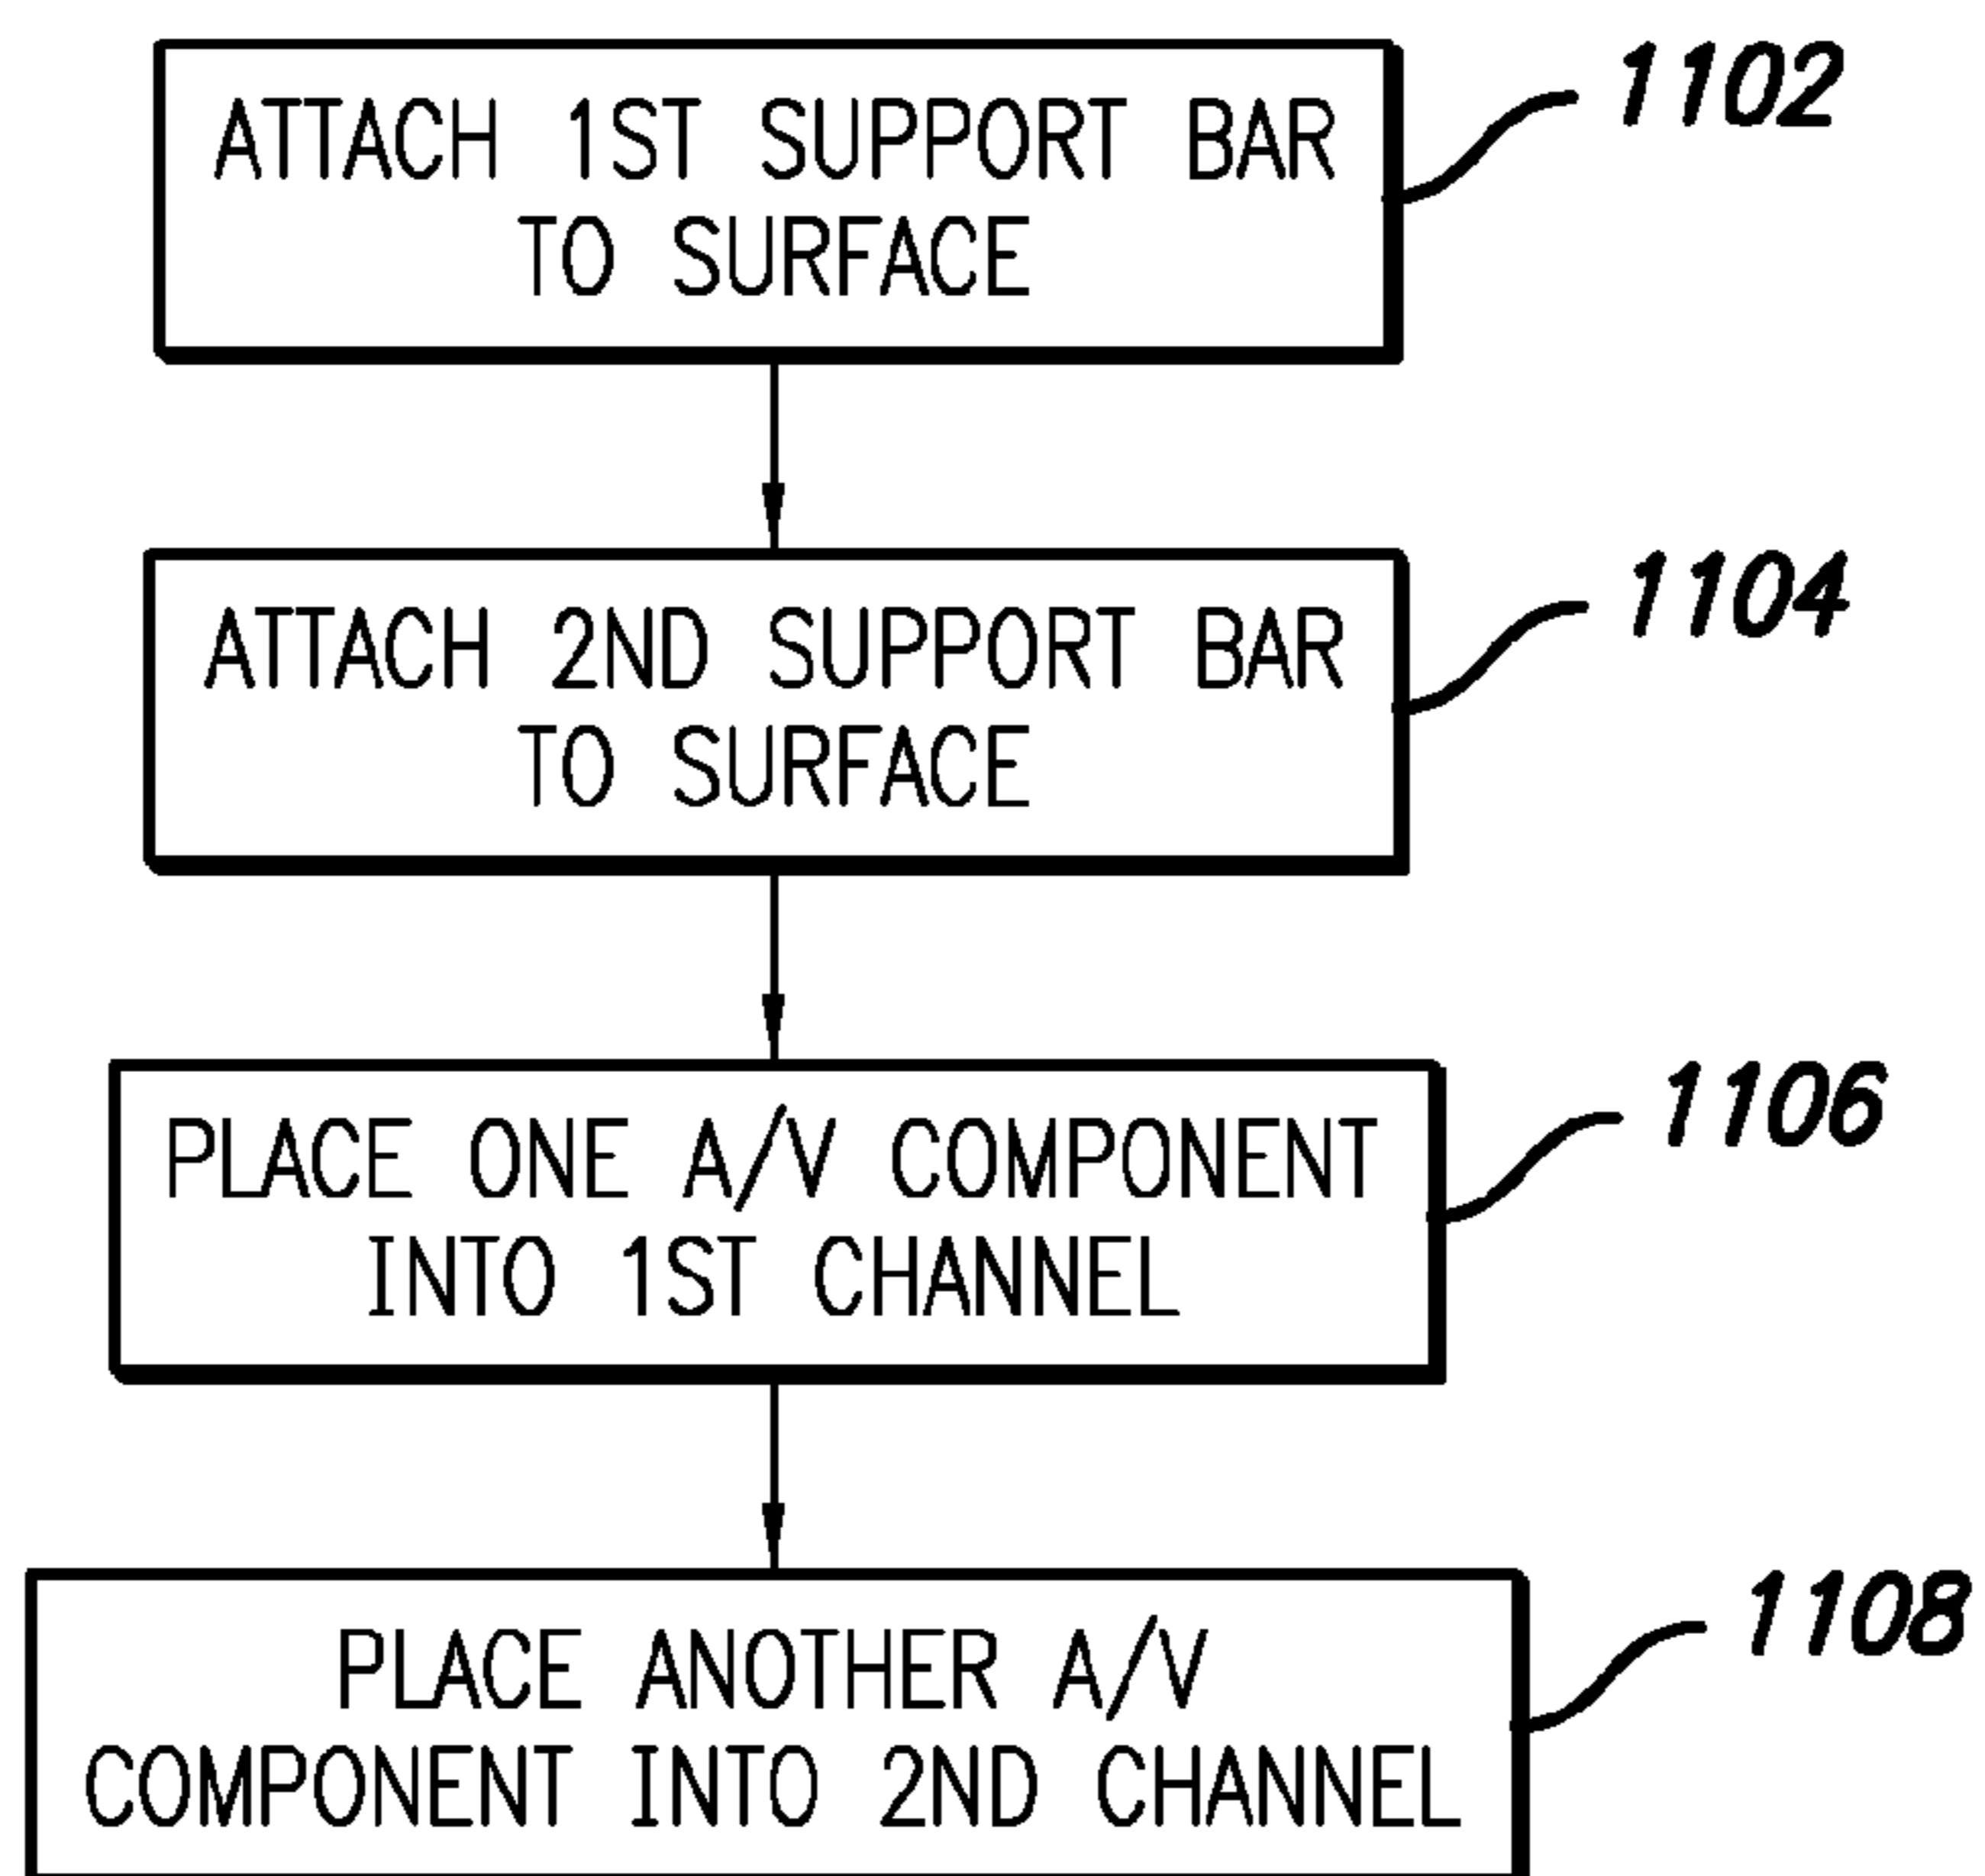 ATTACH 1ST SUPPORT BAR
TO SURFACE
1102
ATTACH 2ND SUPPORT BAR
TO SURFACE
1104
PLACE ONE A/V COMPONENT
INTO 1ST CHANNEL
1106
PLACE ANOTHER A/V
COMPONENT INTO 2ND CHANNEL
1108